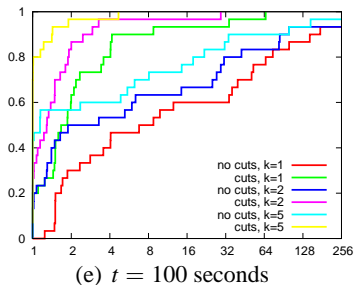 1
0.8
0.6
0.4
0.2
0
no cuts, k=1
cuts, k=1
no cuts, k=2
cuts, k=2
no cuts, k=5
cuts, k=5
1 2 4 8 16 32 64 128 256
(e) t = 100 seconds